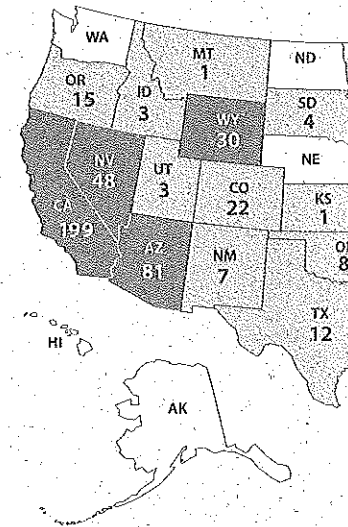 WA
MT
1
ND
OR
15
ID
3
SD
4
WY
30
NE
NV
48
UT
3
CO
22
KS
1
CA
199
AZ
81
NM
7
8
TX
12
HI
AK